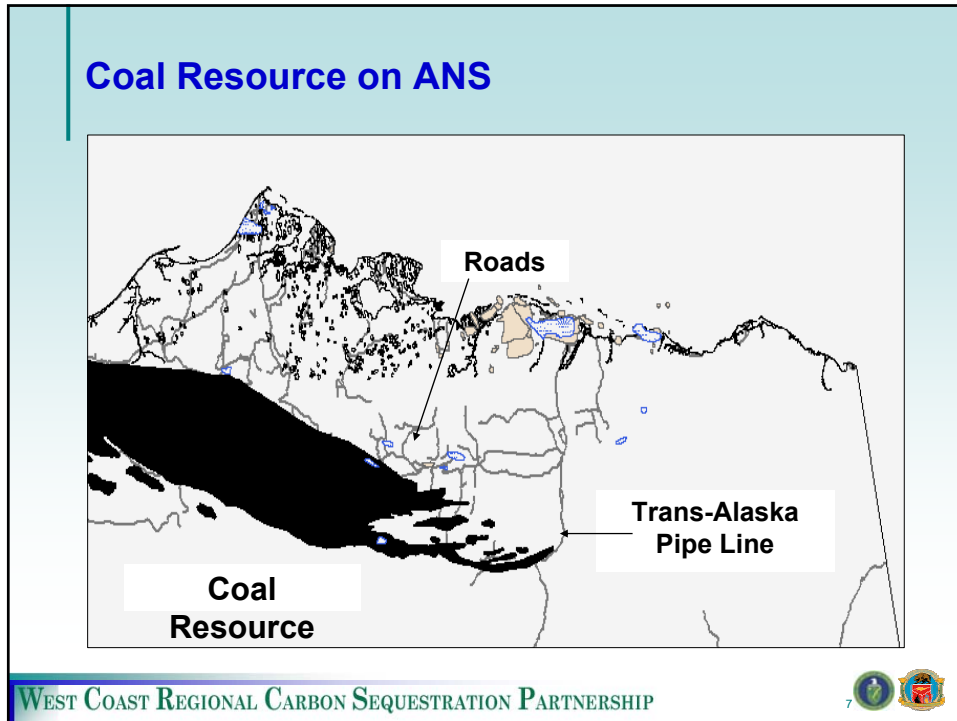 Coal Resource on ANS
Roads
Trans-Alaska
Pipe Line
Coal
Resource
WEST COAST REGIONAL CARBON SEQUESTRATION PARTNERSHIP
7